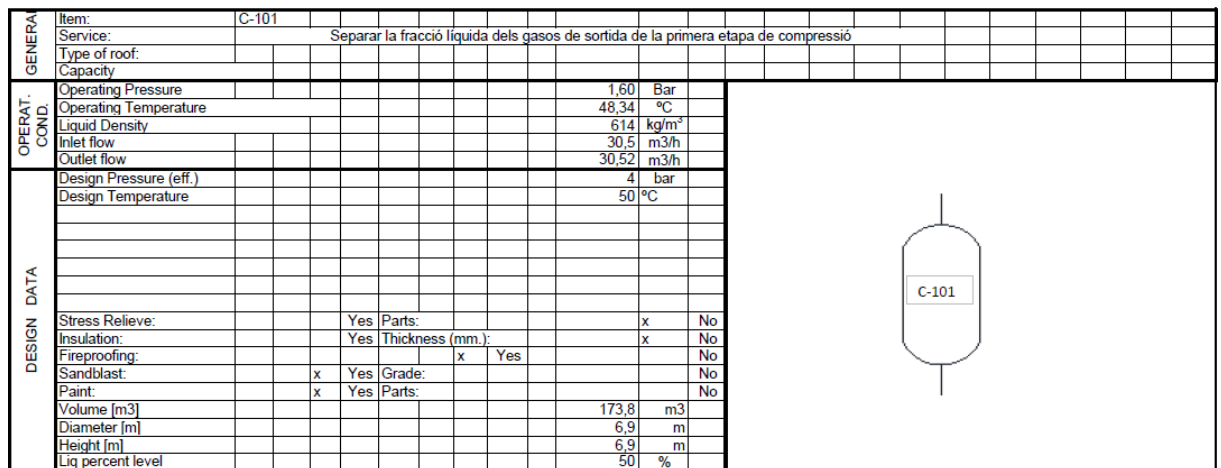 GENERAL
Item: C-101
Service: Separar la fracció líquida dels gasos de sortida de la primera etapa de compressió
Type of roof:
Capacity
OPERAT. COND.
Operating Pressure 1,60 Bar
Operating Temperature 48,34 ºC
Liquid Density 614 kg/m³
Inlet flow 30,5 m3/h
Outlet flow 30,52 m3/h
DESIGN DATA
Design Pressure (eff.) 4 bar
Design Temperature 50 ºC
Stress Relieve: Yes Parts: x No
Insulation: Yes Thickness (mm.): x No
Fireproofing: x Yes No
Sandblast: x Yes Grade: No
Paint: x Yes Parts: No
Volume [m3] 173,8 m3
Diameter [m] 6,9 m
Height [m] 6,9 m
Liq percent level 50 %
C-101